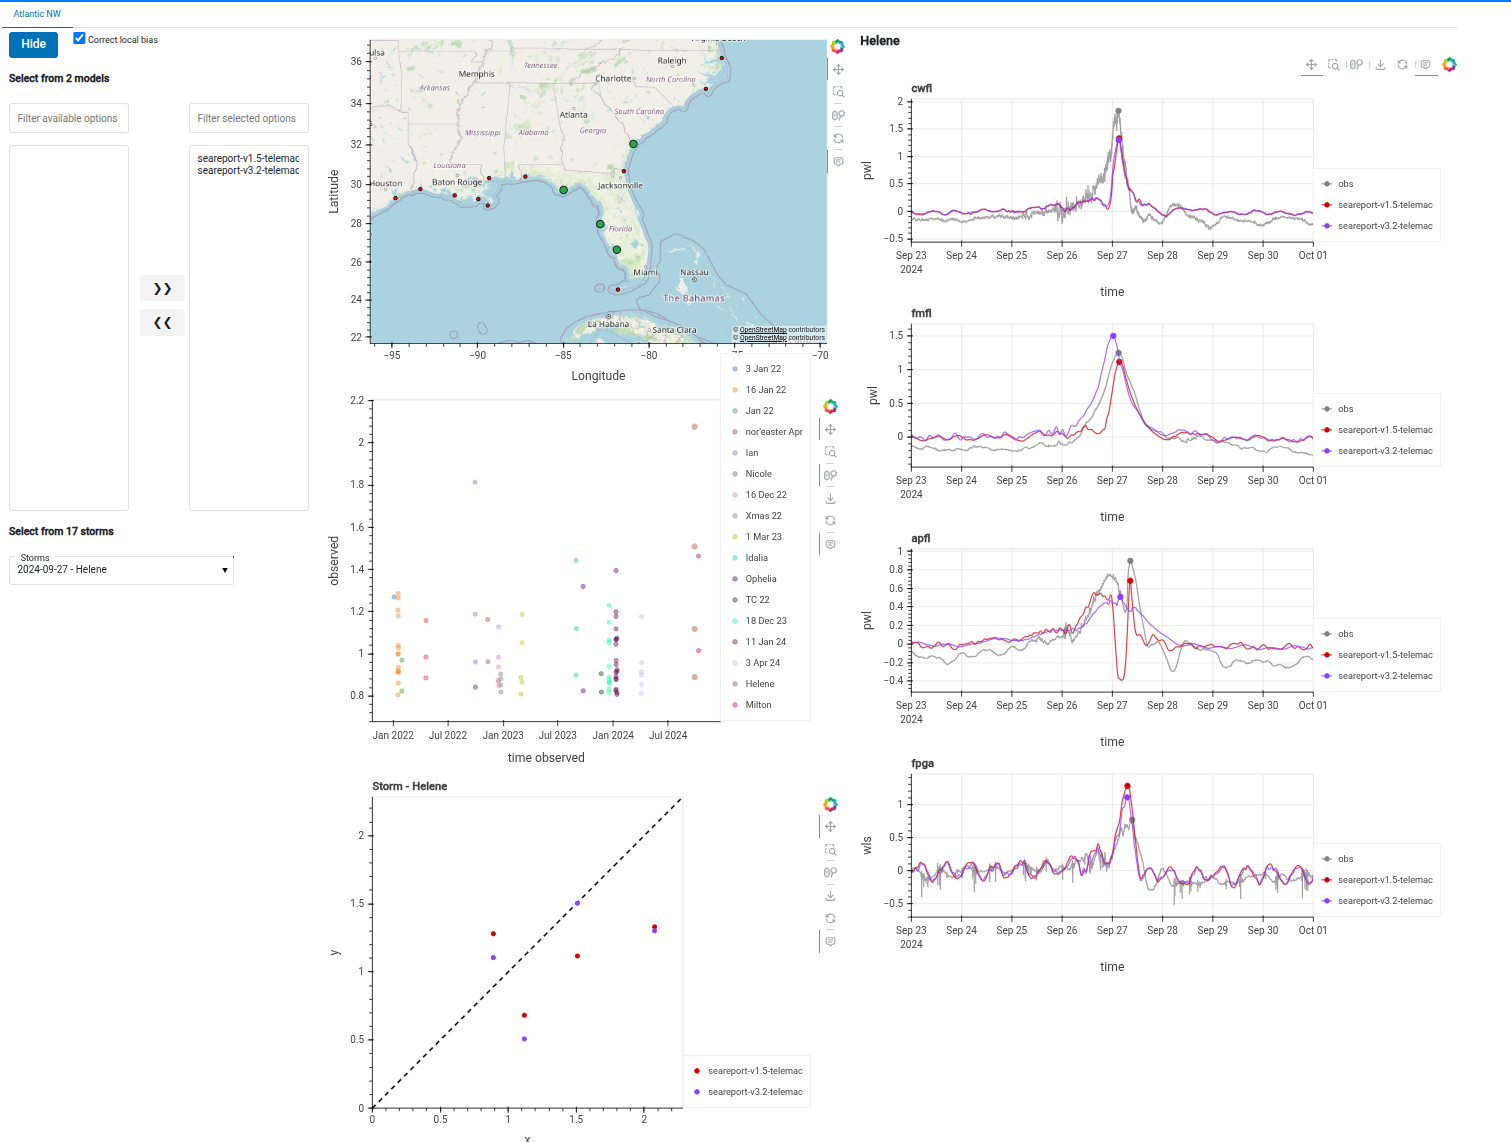 Atlantic NW
Hide
Correct local bias
Select from 2 models
Filter available options
Filter selected options
seareport-v1.5-telemac
seareport-v3.2-telemac
❯❯
❮❮
Select from 17 storms
Storms
2024-09-27 - Helene
36
34
32
30
28
26
24
22
Latitude
−95
−90
−85
−80
−70
Longitude
ulsa
Memphis
Tennessee
Raleigh
Charlotte
North Carolina
Arkansas
Atlanta
South Carolina
Mississippi
Alabama
Georgia
Louisiana
Houston
Baton Rouge
Jacksonville
Florida
Miami
Nassau
The Bahamas
La Habana
Santa Clara
© OpenStreetMap contributors
© OpenStreetMap contributors
2.2
2
1.8
1.6
1.4
1.2
1
0.8
observed
Jan 2022
Jul 2022
Jan 2023
Jul 2023
Jan 2024
Jul 2024
time observed
3 Jan 22
16 Jan 22
Jan 22
nor'easter Apr
Ian
Nicole
16 Dec 22
Xmas 22
1 Mar 23
Idalia
Ophelia
TC 22
18 Dec 23
11 Jan 24
3 Apr 24
Helene
Milton
Storm - Helene
2
1.5
1
0.5
0
y
0
0.5
1
1.5
2
x
seareport-v1.5-telemac
seareport-v3.2-telemac
Helene
cwfl
2
1.5
1
0.5
0
−0.5
pwl
Sep 23
2024
Sep 24
Sep 25
Sep 26
Sep 27
Sep 28
Sep 29
Sep 30
Oct 01
time
obs
seareport-v1.5-telemac
seareport-v3.2-telemac
fmfl
1.5
1
0.5
0
pwl
Sep 23
2024
Sep 24
Sep 25
Sep 26
Sep 27
Sep 28
Sep 29
Sep 30
Oct 01
time
obs
seareport-v1.5-telemac
seareport-v3.2-telemac
apfl
1
0.8
0.6
0.4
0.2
0
−0.2
−0.4
pwl
Sep 23
2024
Sep 24
Sep 25
Sep 26
Sep 27
Sep 28
Sep 29
Sep 30
Oct 01
time
obs
seareport-v1.5-telemac
seareport-v3.2-telemac
fpga
1
0.5
0
−0.5
wls
Sep 23
2024
Sep 24
Sep 25
Sep 26
Sep 27
Sep 28
Sep 29
Sep 30
Oct 01
time
obs
seareport-v1.5-telemac
seareport-v3.2-telemac